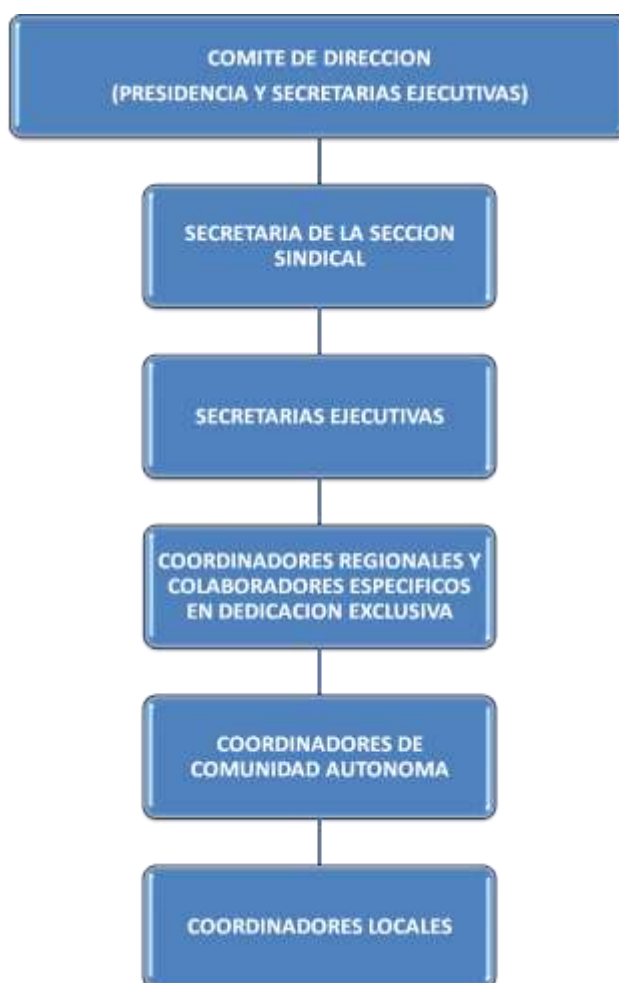 COMITE DE DIRECCION
(PRESIDENCIA Y SECRETARIAS EJECUTIVAS)
SECRETARIA DE LA SECCION
SINDICAL
SECRETARIAS EJECUTIVAS
COORDINADORES REGIONALES Y
COLABORADORES ESPECIFICOS
EN DEDICACION EXCLUSIVA
COORDINADORES DE
COMUNIDAD AUTONOMA
COORDINADORES LOCALES